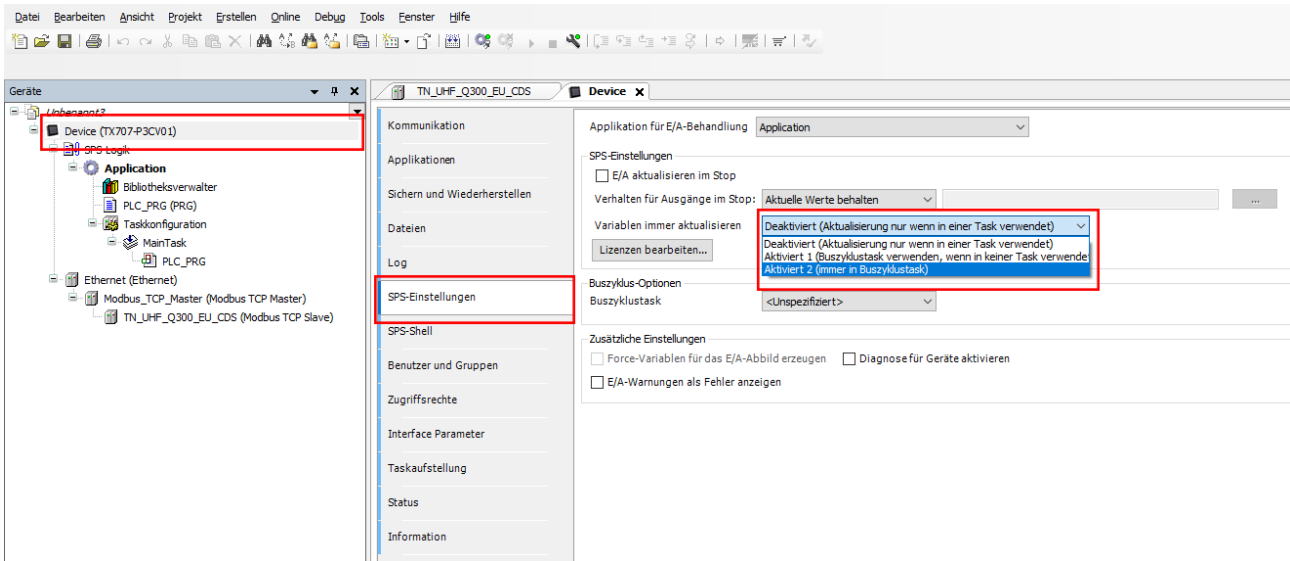 Datei Bearbeiten Ansicht Projekt Erstellen Online Debug Tools Fenster Hilfe
Geräte
Unbenannt3
Device (TX707-P3CV01)
SPS-Logik
Application
Bibliotheksverwalter
PLC_PRG (PRG)
Taskkonfiguration
MainTask
PLC_PRG
Ethernet (Ethernet)
Modbus_TCP_Master (Modbus TCP Master)
TN_UHF_Q300_EU_CDS (Modbus TCP Slave)
TN_UHF_Q300_EU_CDS
Device
Kommunikation
Applikationen
Sichern und Wiederherstellen
Dateien
Log
SPS-Einstellungen
SPS-Shell
Benutzer und Gruppen
Zugriffsrechte
Interface Parameter
Taskaufstellung
Status
Information
Applikation für E/A-Behandlung Application
SPS-Einstellungen
E/A aktualisieren im Stop
Verhalten für Ausgänge im Stop: Aktuelle Werte behalten ...
Variablen immer aktualisieren Deaktiviert (Aktualisierung nur wenn in einer Task verwendet)
Deaktiviert (Aktualisierung nur wenn in einer Task verwendet)
Aktiviert 1 (Buszyklustask verwenden, wenn in keiner Task verwende
Aktiviert 2 (immer in Buszyklustask)
Lizenzen bearbeiten...
Buszyklus-Optionen
Buszyklustask <Unspezifiziert>
Zusätzliche Einstellungen
Force-Variablen für das E/A-Abbild erzeugen Diagnose für Geräte aktivieren
E/A-Warnungen als Fehler anzeigen